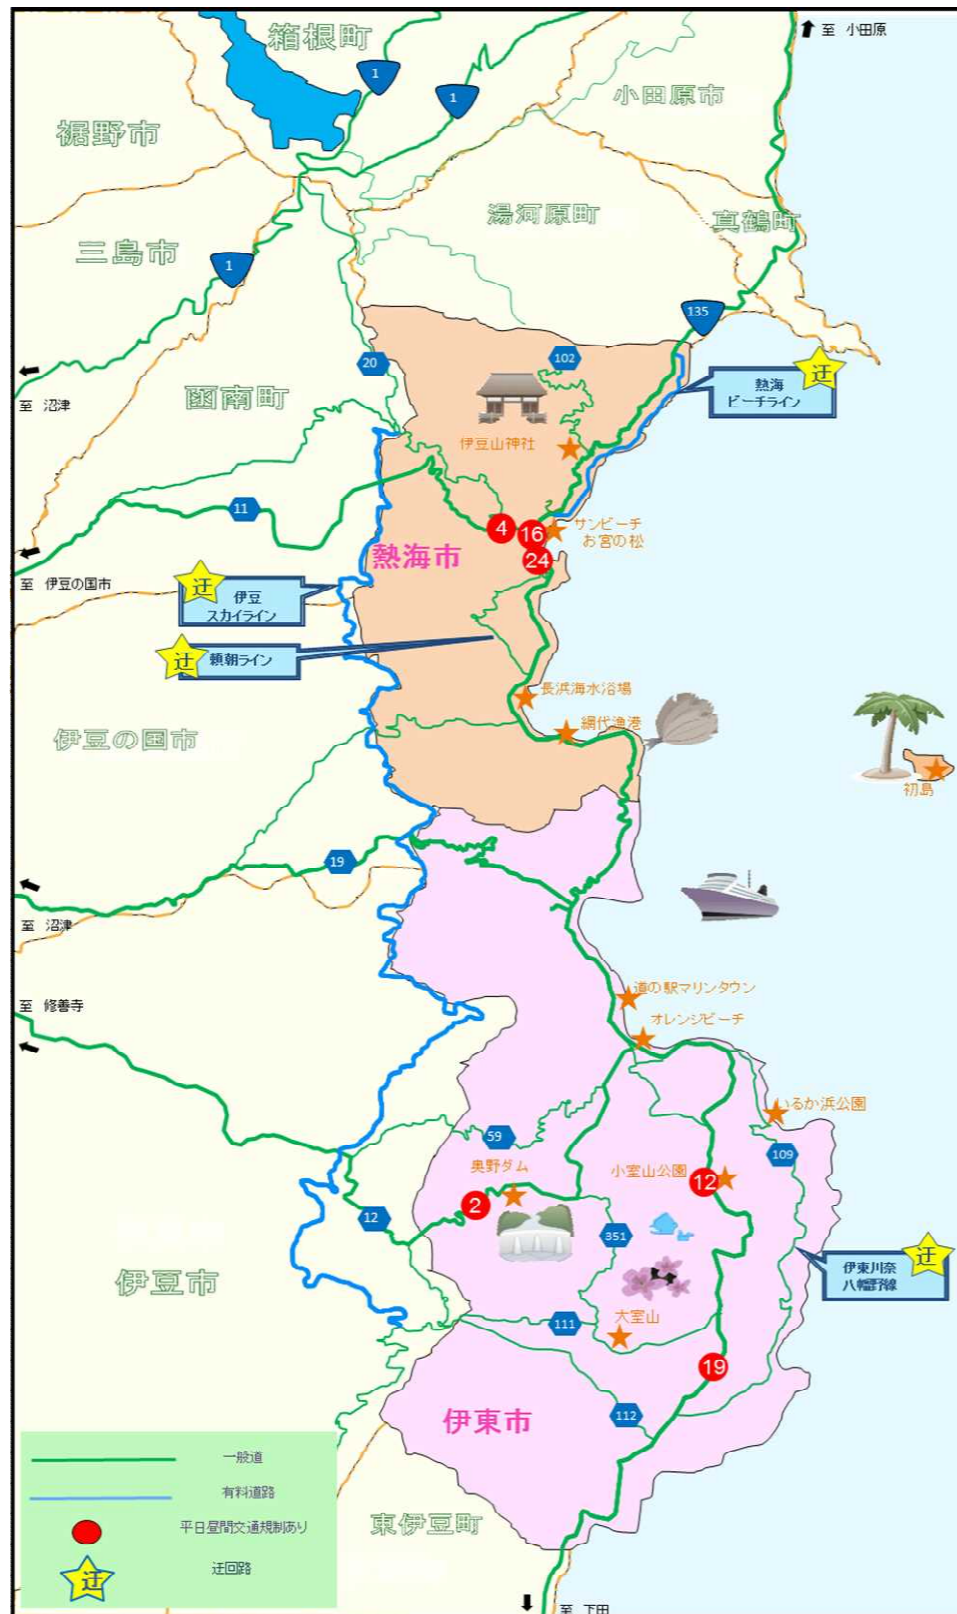 箱根町
至 小田原
1
1
小田原市
裾野市
湯河原町
真鶴町
三島市
1
135
20
102
熱海
ビーチライン
迂
至 沼津
函南町
伊豆山神社
11
4
16
サンビーチ
お宮の松
24
熱海市
至 伊豆の国市
迂
伊豆
スカイライン
迂
頼朝ライン
長浜海水浴場
網代漁港
伊豆の国市
初島
19
至 沼津
道の駅マリンタウン
至 修善寺
オレンジビーチ
いるか浜公園
59
109
奥野ダム
小室山公園
12
2
12
351
伊東川奈
八幡野線
迂
伊豆市
大室山
111
19
112
伊東市
一般道
有料道路
平日昼間交通規制あり
迂
迂回路
東伊豆町
至 下田